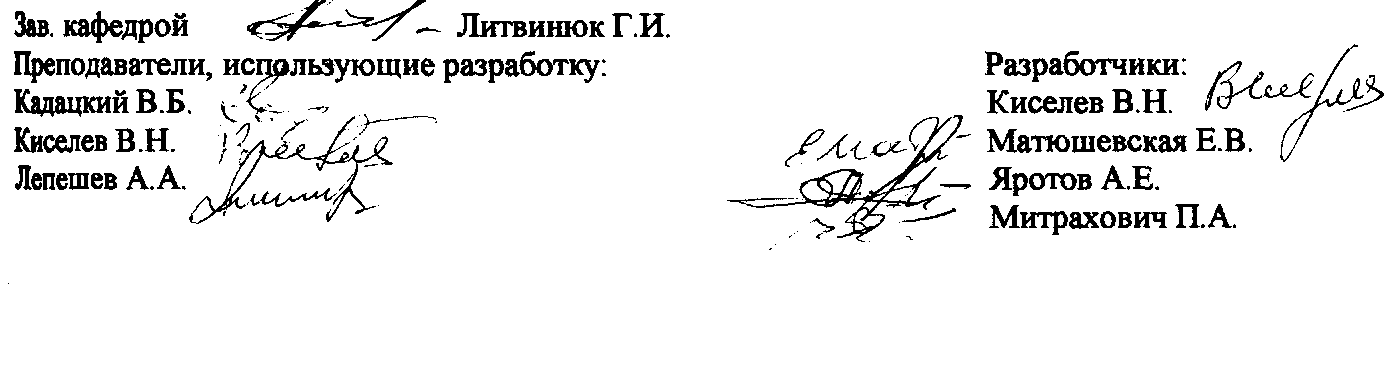 Зав. кафедрой Литвинюк Г.И.
Преподаватели, использующие разработку:
Кадацкий В.Б.
Киселев В.Н.
Лепешев А.А.
Разработчики:
Киселев В.Н.
Матюшевская Е.В.
Яротов А.Е.
Митрахович П.А.